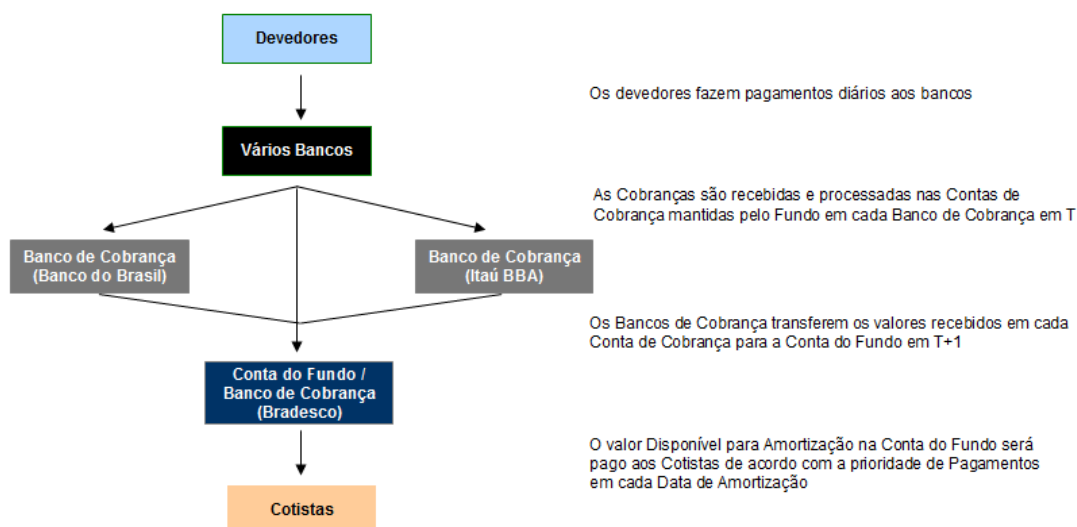 Devedores
Os devedores fazem pagamentos diários aos bancos
Vários Bancos
As Cobranças são recebidas e processadas nas Contas de
Cobrança mantidas pelo Fundo em cada Banco de Cobrança em T
Banco de Cobrança
(Banco do Brasil)
Banco de Cobrança
(Itaú BBA)
Os Bancos de Cobrança transferem os valores recebidos em cada
Conta de Cobrança para a Conta do Fundo em T+1
Conta do Fundo /
Banco de Cobrança
(Bradesco)
O valor Disponível para Amortização na Conta do Fundo será
pago aos Cotistas de acordo com a prioridade de Pagamentos
em cada Data de Amortização
Cotistas